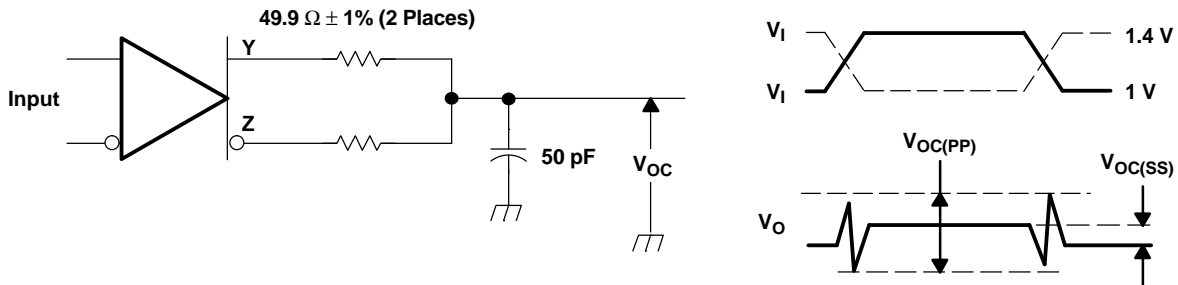 49.9 Ω ± 1% (2 Places)
Y
Input
Z
50 pF
VOC
VI
1.4 V
VI
1 V
VOC(PP)
VOC(SS)
VO